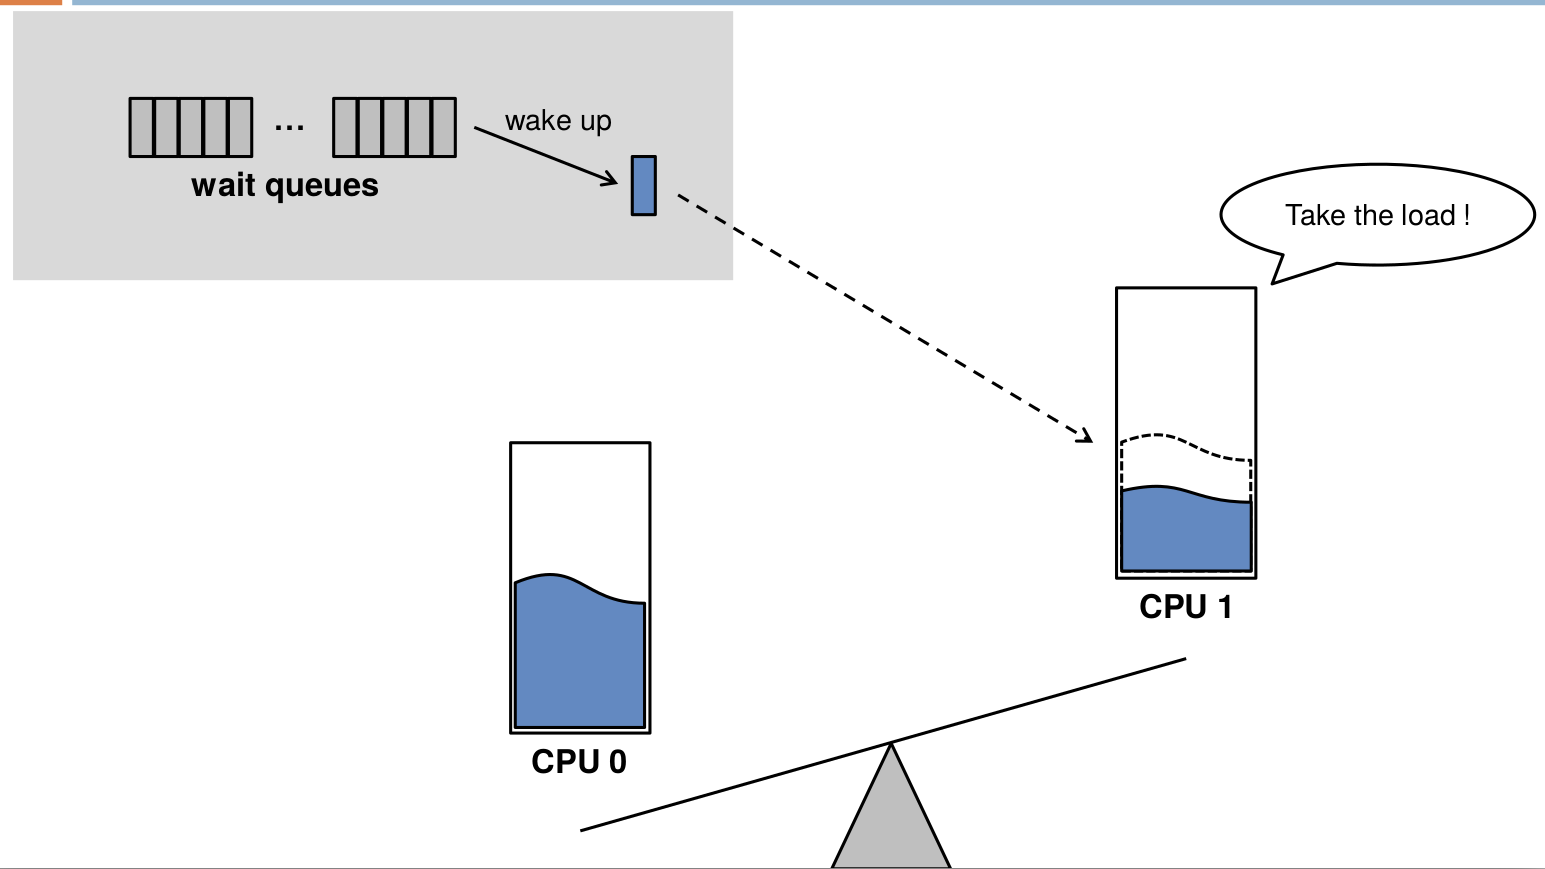 wake up
...
wait queues
Take the load !
CPU 1
CPU 0